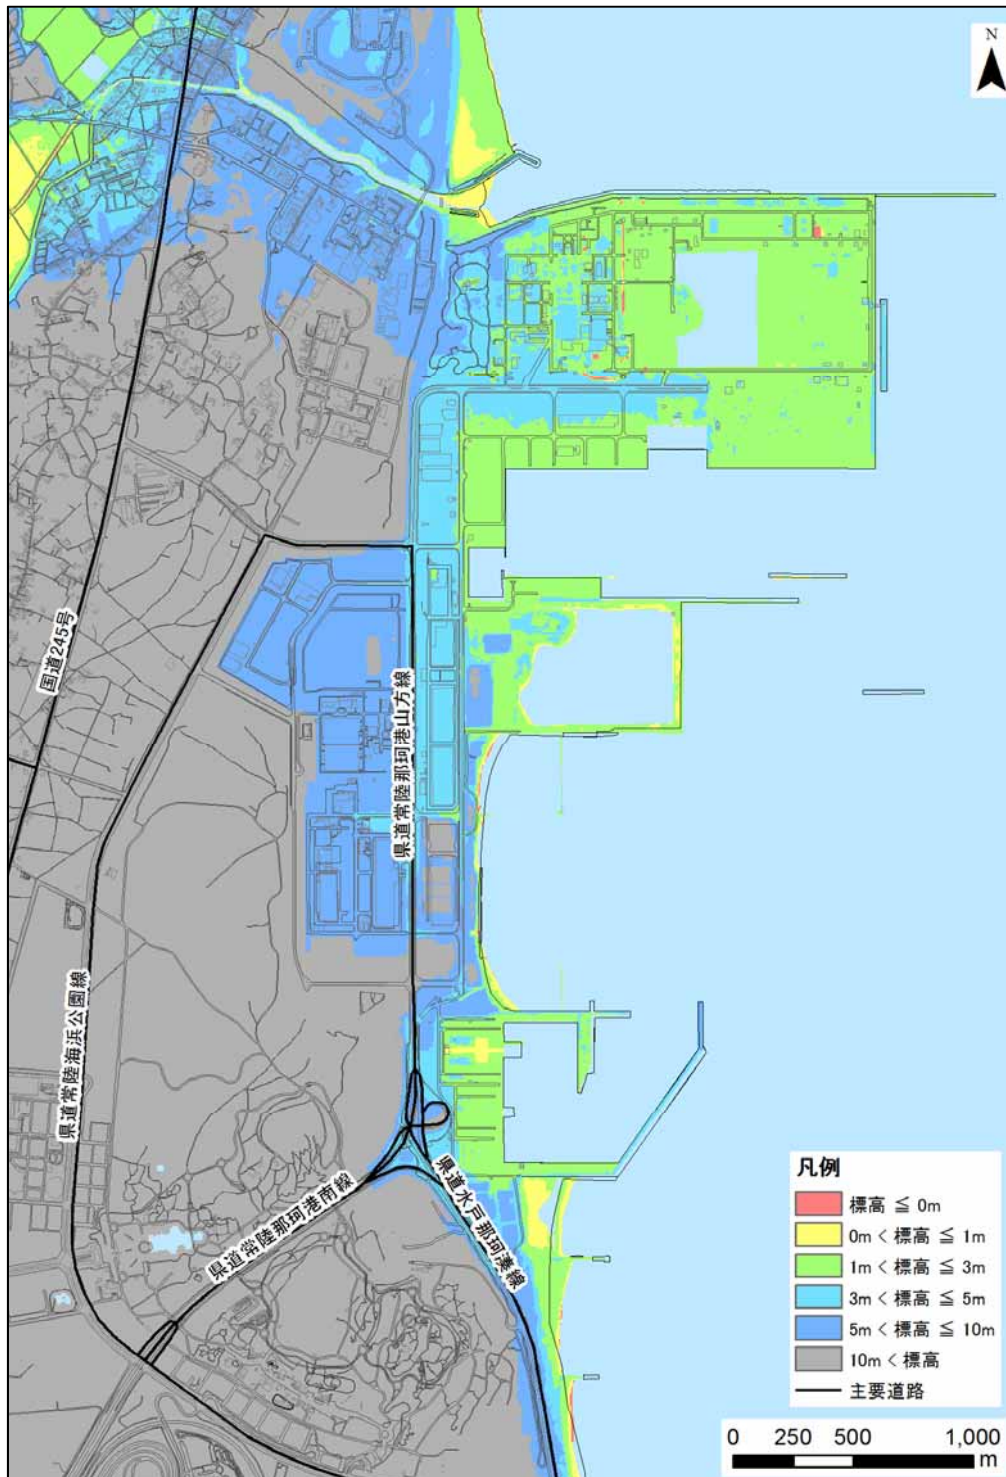 N
国道245号
県道常陸那珂港山方線
県道常陸海浜公園線
県道常陸那珂港南線
県道水戸那珂湊線
凡例
標高 ≦ 0m
0m < 標高 ≦ 1m
1m < 標高 ≦ 3m
3m < 標高 ≦ 5m
5m < 標高 ≦ 10m
10m < 標高
主要道路
0 250 500 1,000
m